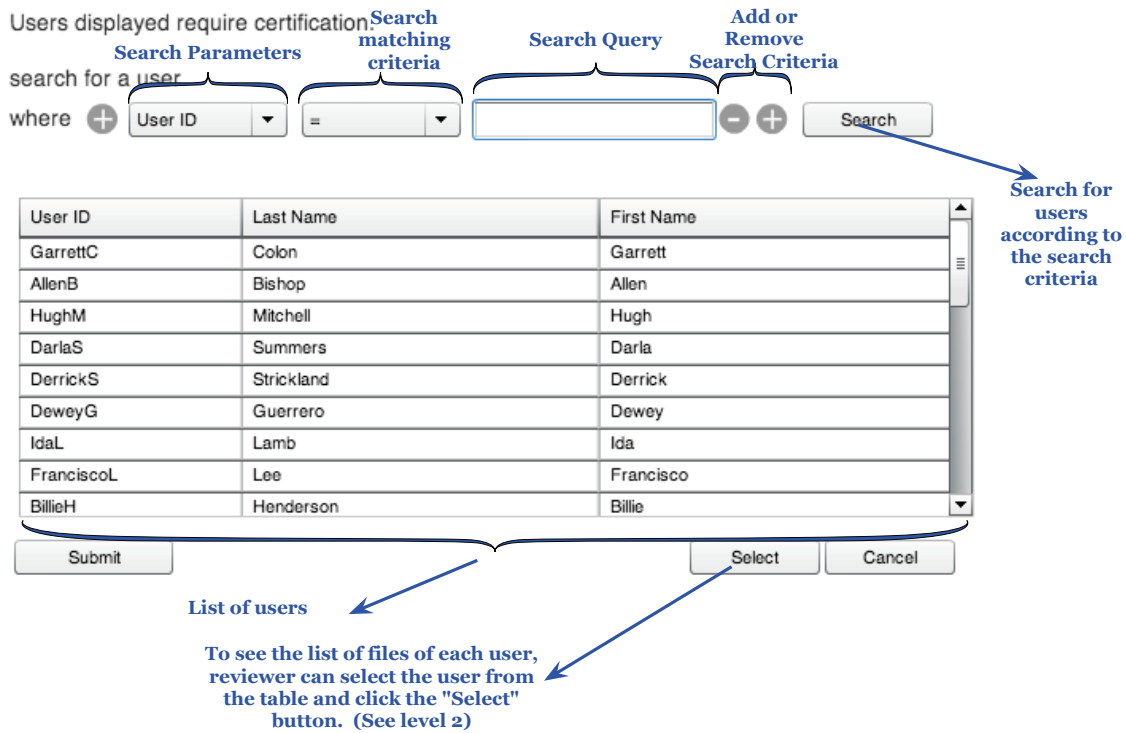 Users displayed require certification.
Search
matching
criteria
Add or
Remove
Search Criteria
Search Parameters
Search Query
search for a user
where + User ID = - + Search
Search for
users
according to
the search
criteria
User ID Last Name First Name
GarrettC Colon Garrett
AllenB Bishop Allen
HughM Mitchell Hugh
DarlaS Summers Darla
DerrickS Strickland Derrick
DeweyG Guerrero Dewey
IdaL Lamb Ida
FranciscoL Lee Francisco
BillieH Henderson Billie
Submit Select Cancel
List of users
To see the list of files of each user,
reviewer can select the user from
the table and click the "Select"
button. (See level 2)